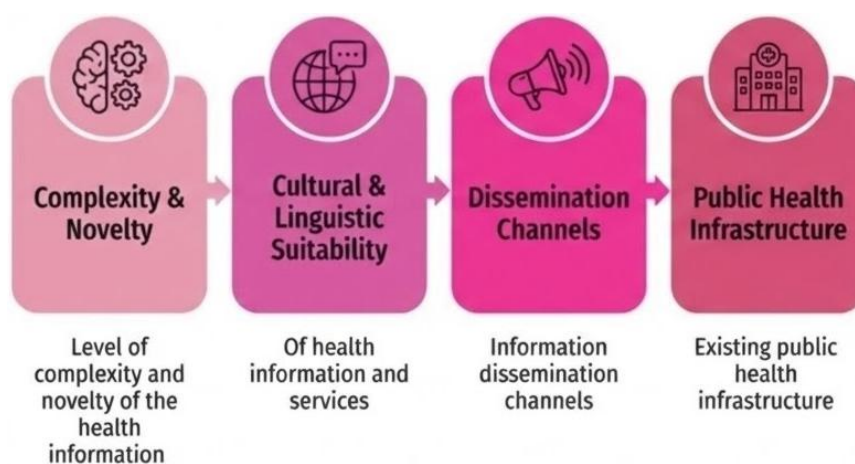 Complexity &
Novelty
Cultural &
Linguistic
Suitability
Dissemination
Channels
Public Health
Infrastructure
Level of
complexity and
novelty of the
health
information
Of health
information and
services
Information
dissemination
channels
Existing public
health
infrastructure